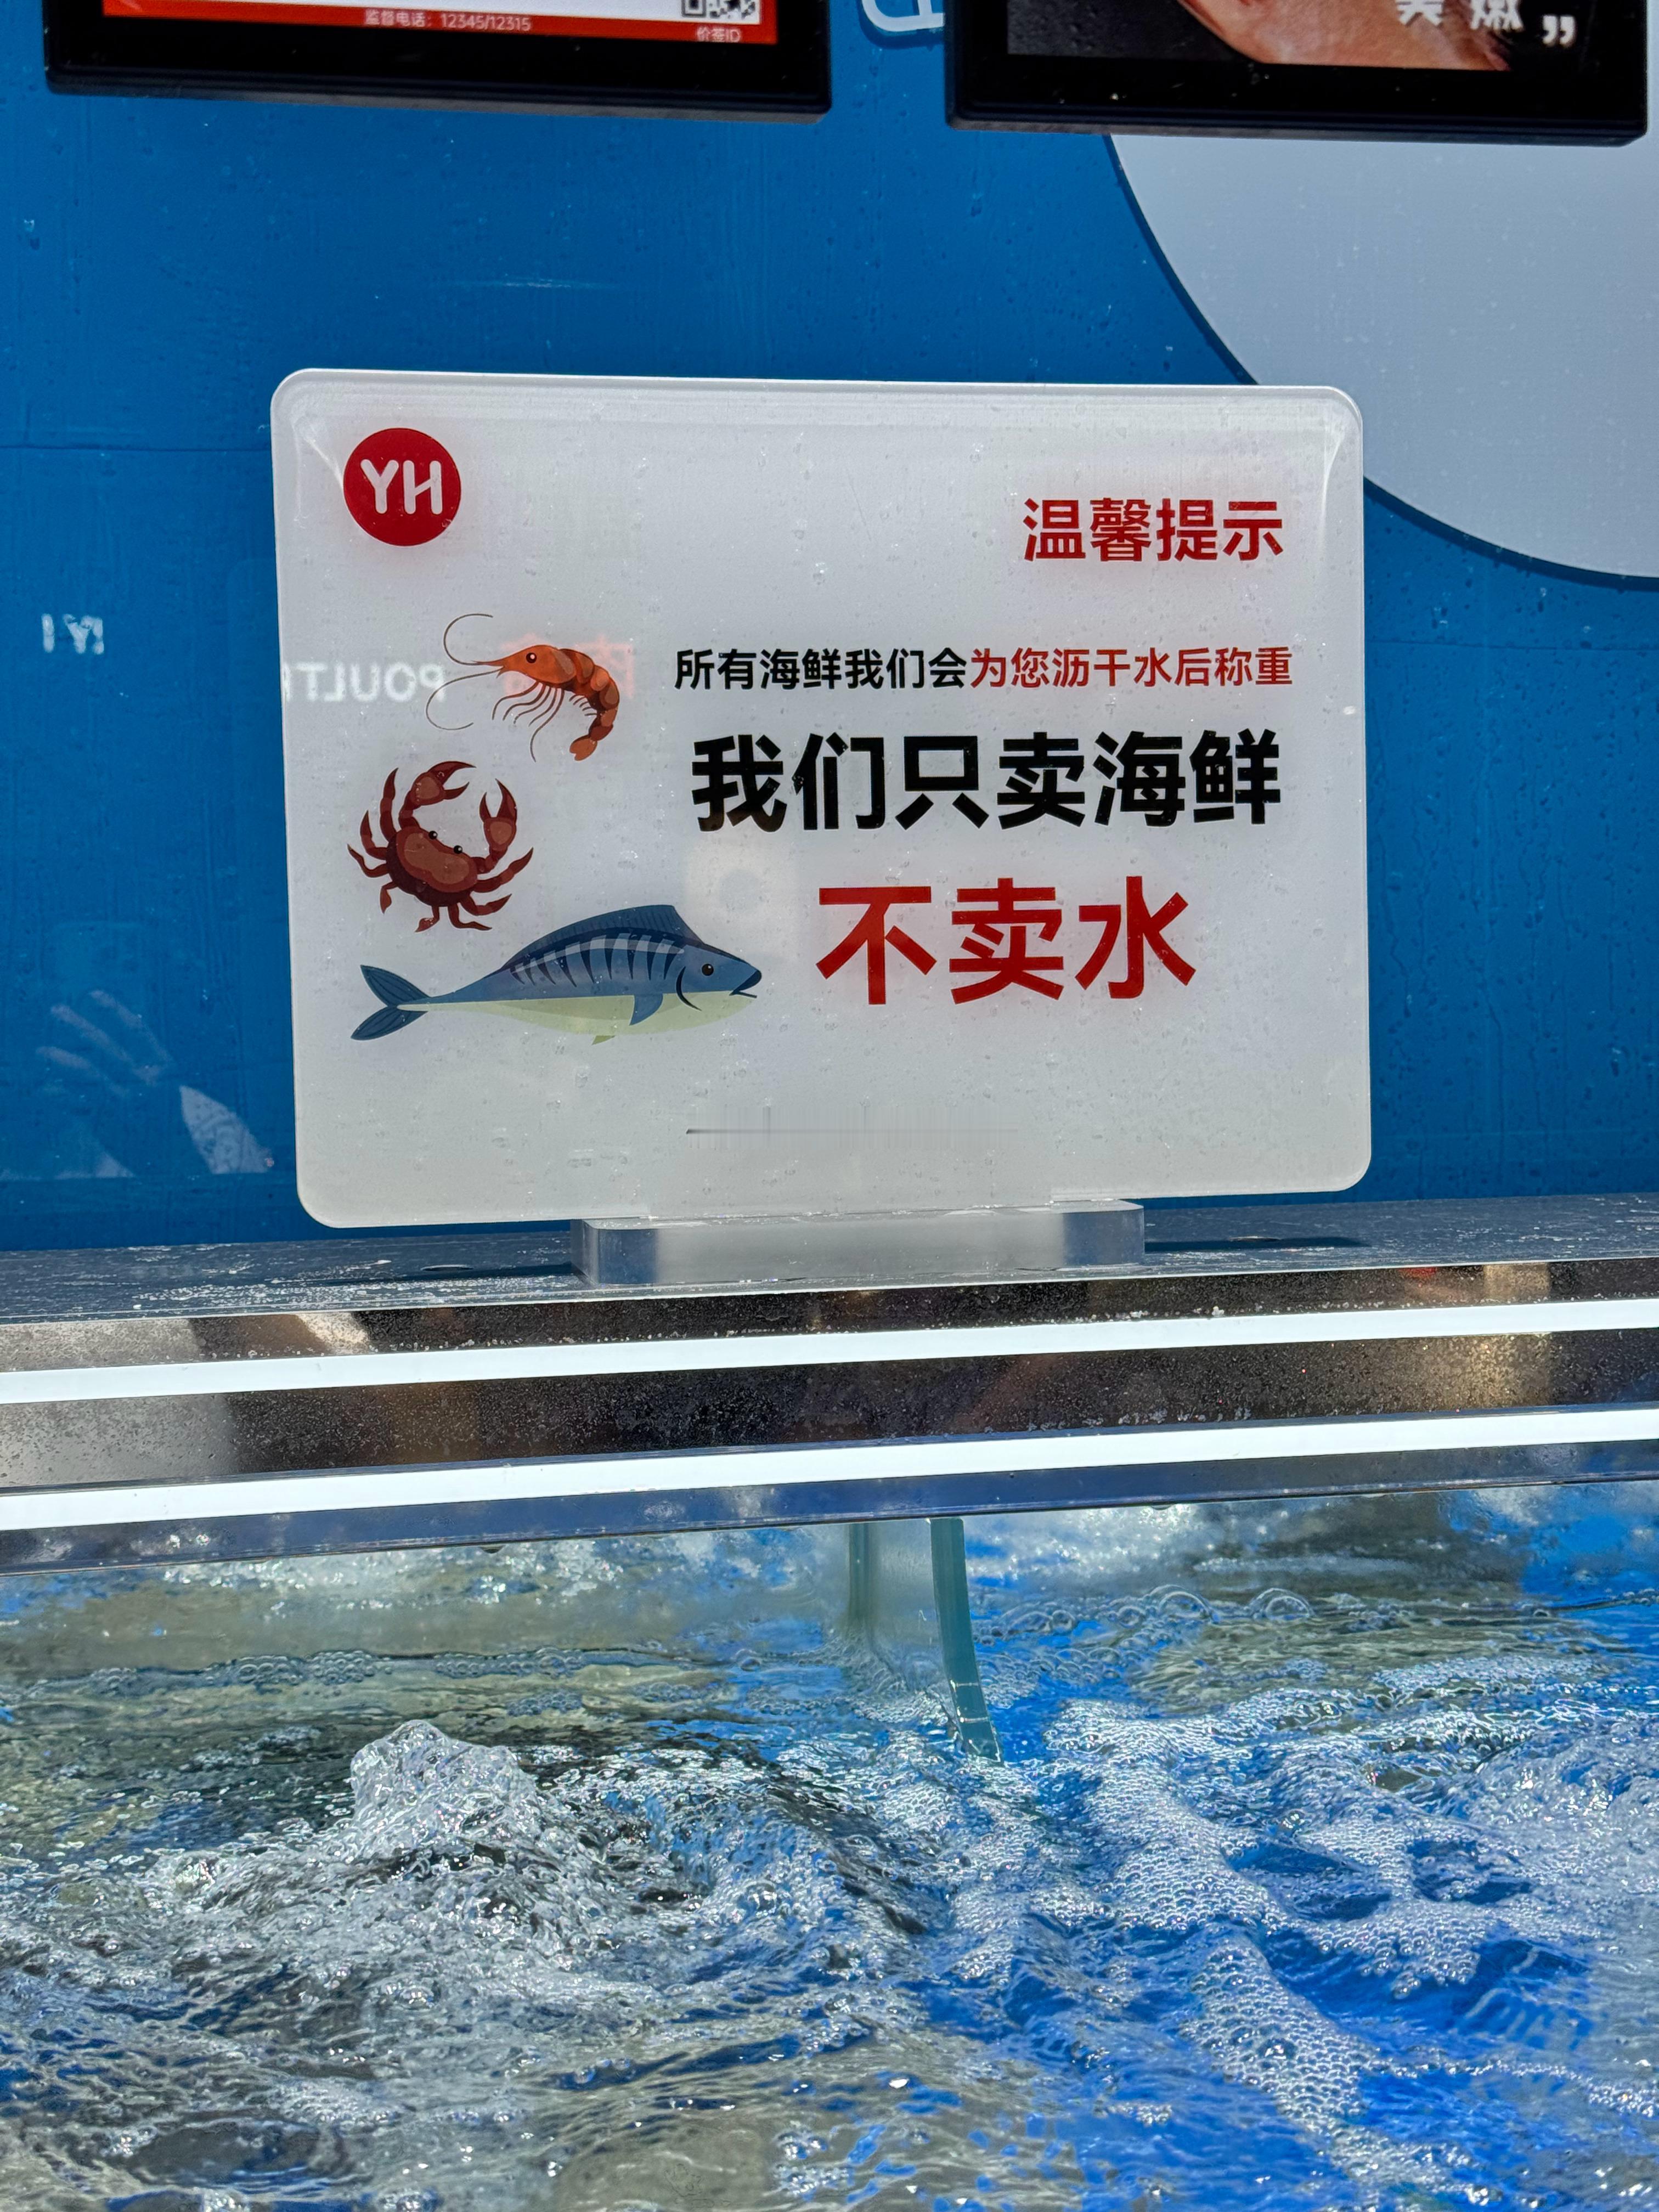 监督电话：12345/12315
价签ID
YH
温馨提示
所有海鲜我们会为您沥干水后称重
我们只卖海鲜
不卖水